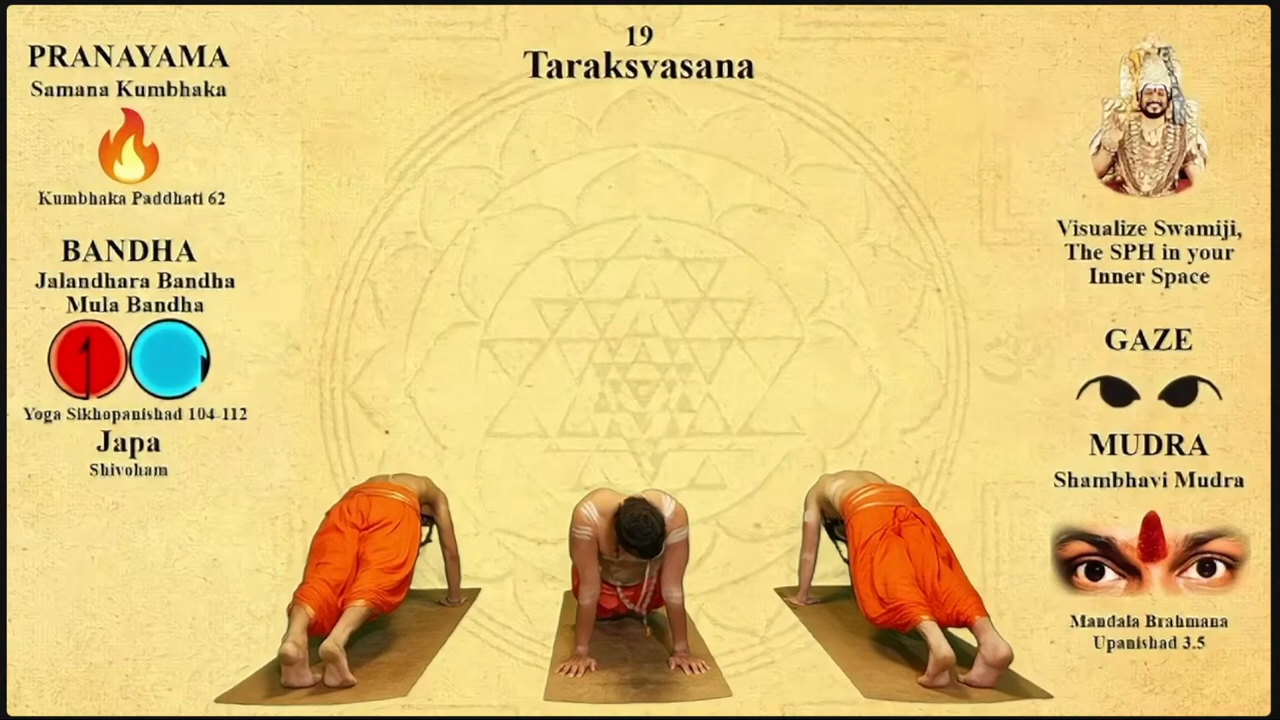 19
Taraksvasana
PRANAYAMA
Samana Kumbhaka
Kumbhaka Paddhati 62
BANDHA
Jalandhara Bandha
Mula Bandha
Yoga Sikhopanishad 104-112
Japa
Shivoham
Visualize Swamiji,
The SPH in your
Inner Space
GAZE
MUDRA
Shambhavi Mudra
Mandala Brahmana
Upanishad 3.5